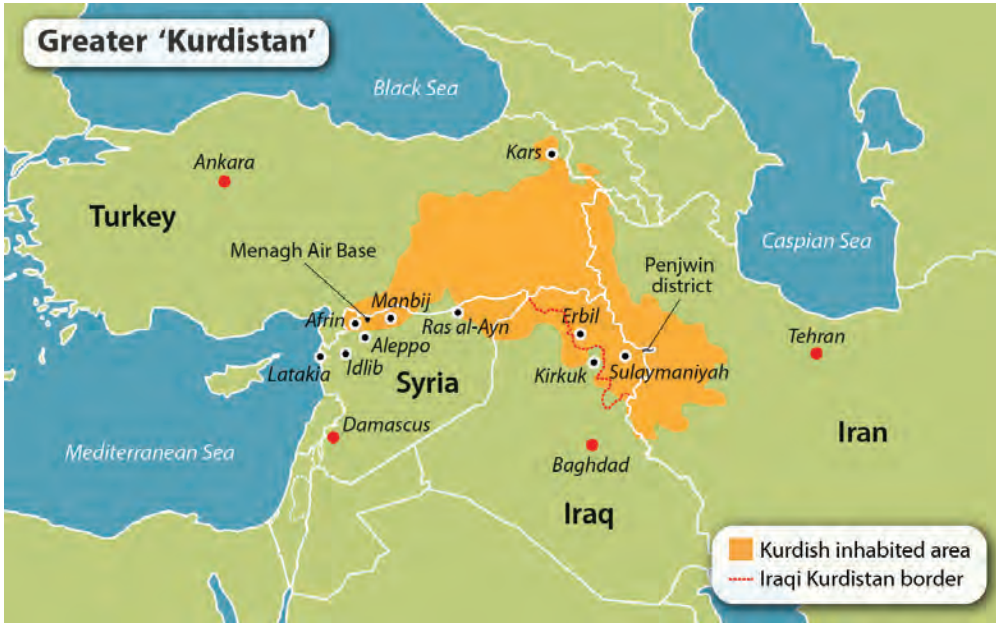 Greater ‘Kurdistan’
Black Sea
Kars
Ankara
Turkey
Caspian Sea
Menagh Air Base
Penjwin
district
Manbij
Afrin
Ras al-Ayn
Erbil
Tehran
Aleppo
Idlib
Latakia
Kirkuk
Sulaymaniyah
Syria
Damascus
Iran
Mediterranean Sea
Baghdad
Iraq
Kurdish inhabited area
Iraqi Kurdistan border